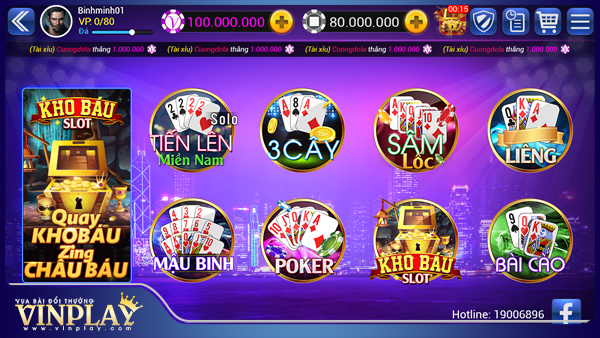 Binhminh01
VP: 0/80
Đá
100.000.000
80.000.000
00:15
(Tài xỉu) Cuongdola thắng 1.000.000
(Tài xỉu) Cuongdola thắng 1.000.000
(Tài xỉu) Cuongdola thắng 1.000.000
(Tài xỉu) Cuongdola thắng 1.000.000
KHO BÁU
SLOT
Quay
KHO BÁU
Zing
CHÂU BÁU
Solo
TIẾN LÊN
Miền Nam
3 CÂY
SÂM
LỐC
LIÊNG
MẬU BINH
POKER
KHO BÁU
SLOT
BÀI CÀO
VUA BÀI ĐỔI THƯỞNG
VINPLAY
www.vinplay.com
Hotline: 19006896